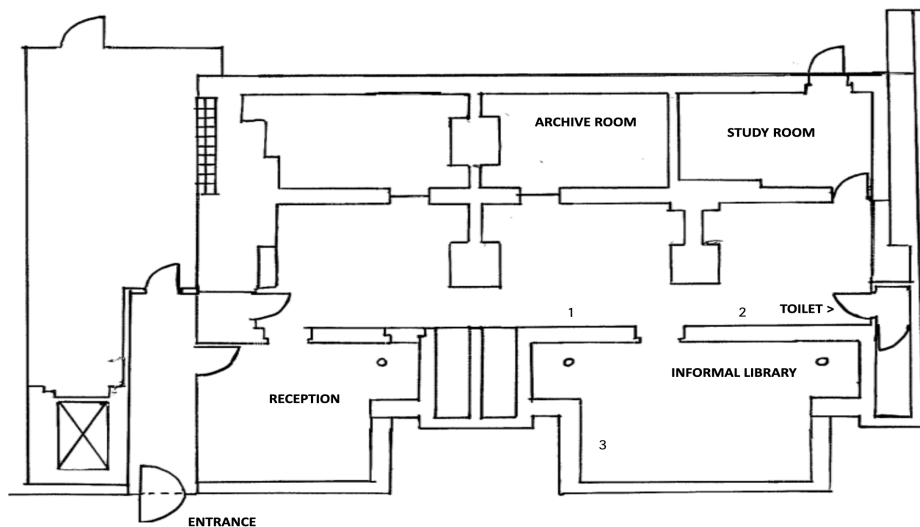 ARCHIVE ROOM
STUDY ROOM
1
2
TOILET >
RECEPTION
INFORMAL LIBRARY
3
ENTRANCE